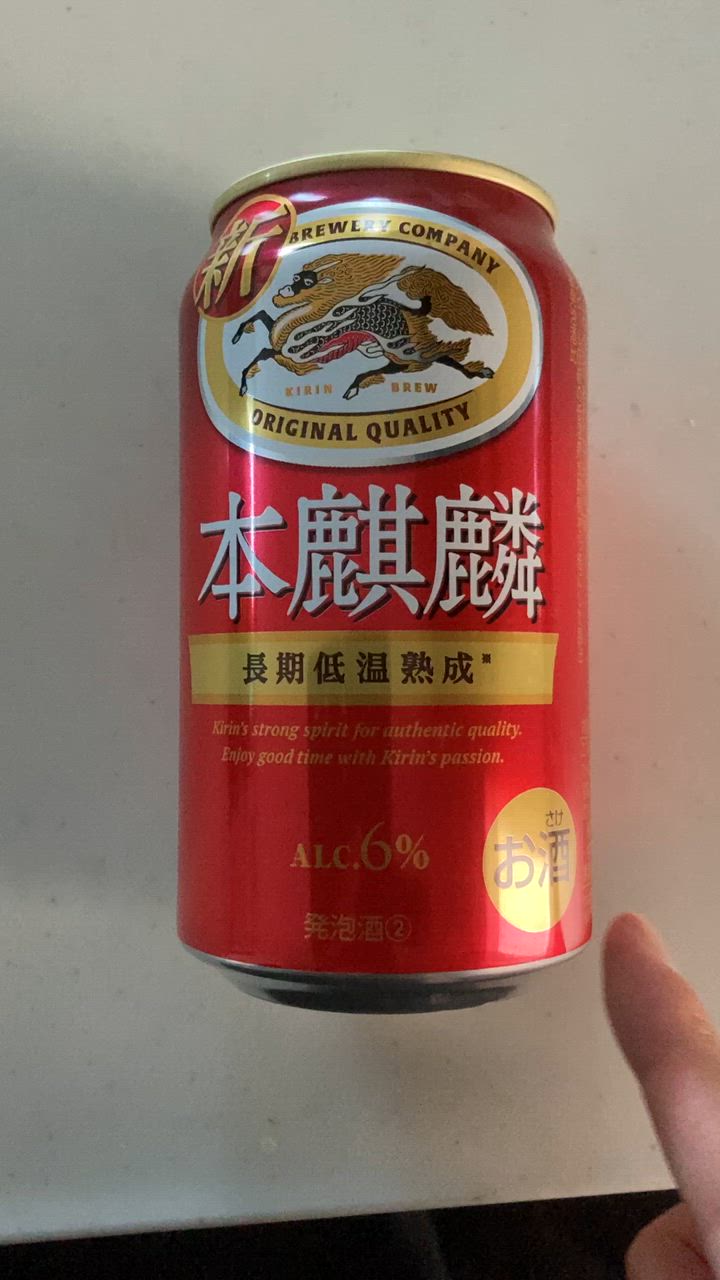 新
BREWERY COMPANY
KIRIN BREW
ORIGINAL QUALITY
本麒麟
長期低温熟成※
Kirin's strong spirit for authentic quality.
Enjoy good time with Kirin's passion.
ALC.6%
さけ
お酒
発泡酒②